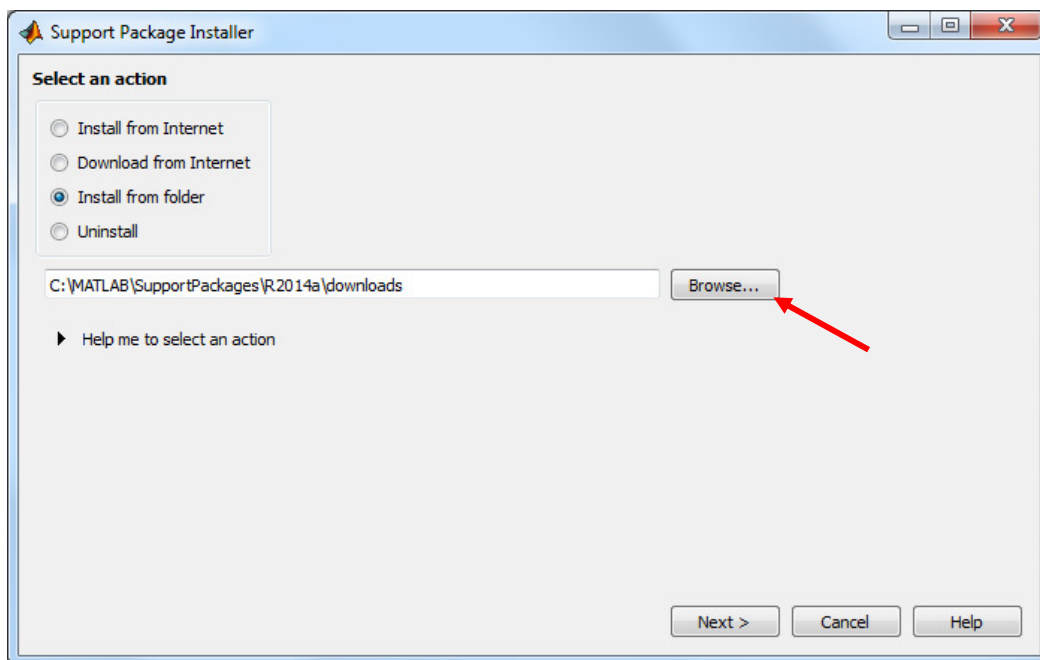 Support Package Installer
Select an action
Install from Internet
Download from Internet
Install from folder
Uninstall
C:\MATLAB\SupportPackages\R2014a\downloads
Browse...
Help me to select an action
Next >
Cancel
Help